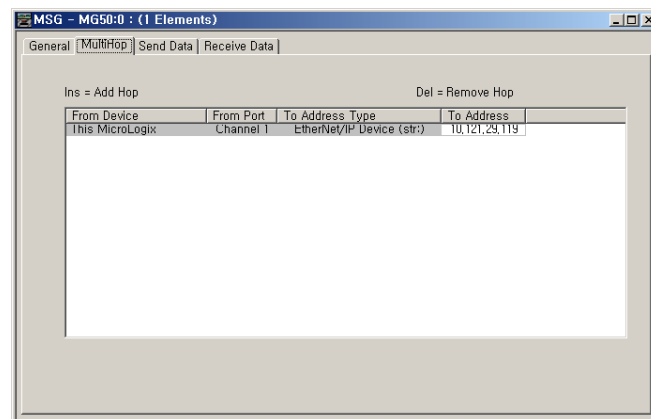 MSG - MG50:0 : (1 Elements)
General MultiHop Send Data Receive Data
Ins = Add Hop Del = Remove Hop
From Device From Port To Address Type To Address
This MicroLogix Channel 1 EtherNet/IP Device (str:) 10,121,29,119